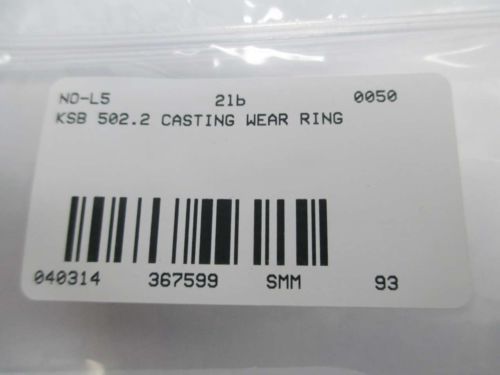 NO-L5 21b 0050
KSB 502.2 CASTING WEAR RING
040314 367599 SMM 93